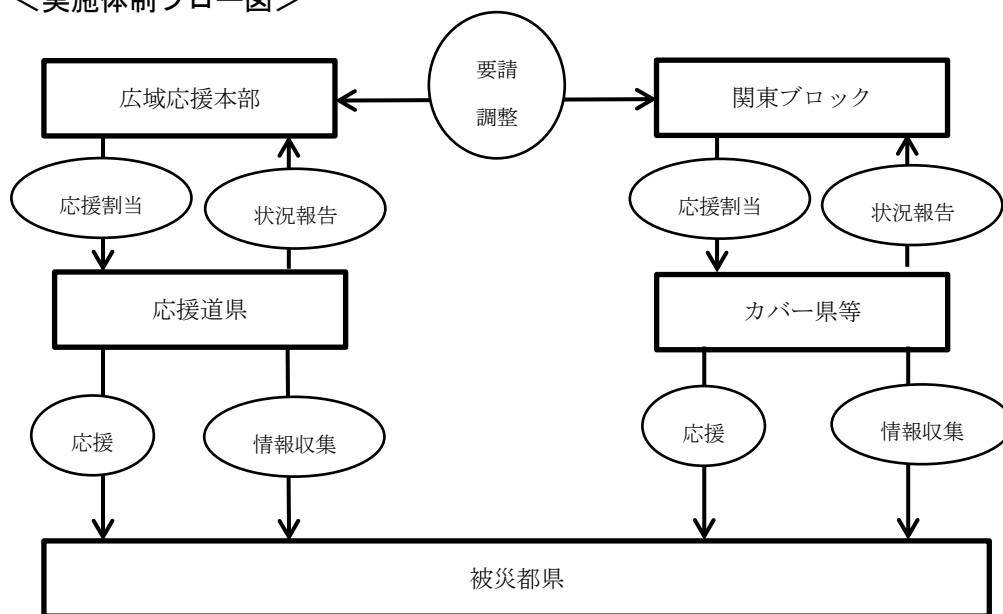 ＜実施体制フロー図＞
要請
調整
広域応援本部
関東ブロック
応援割当
状況報告
応援割当
状況報告
応援道県
カバー県等
応援
情報収集
応援
情報収集
被災都県